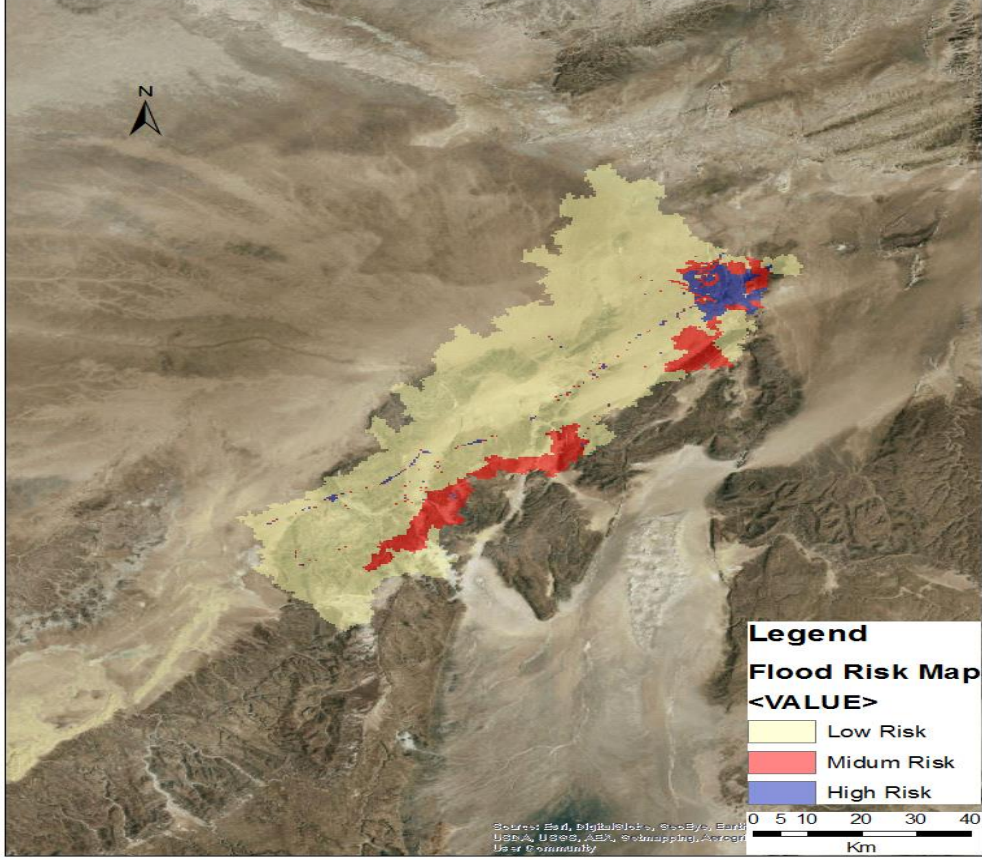 N
Legend
Flood Risk Map
<VALUE>
Low Risk
Midum Risk
High Risk
0 5 10 20 30 40
Km
Source: Esri, DigitalGlobe, GeoEye, Earth
USDA, USGS, AEX, Getmapping, Aerogri
User Community